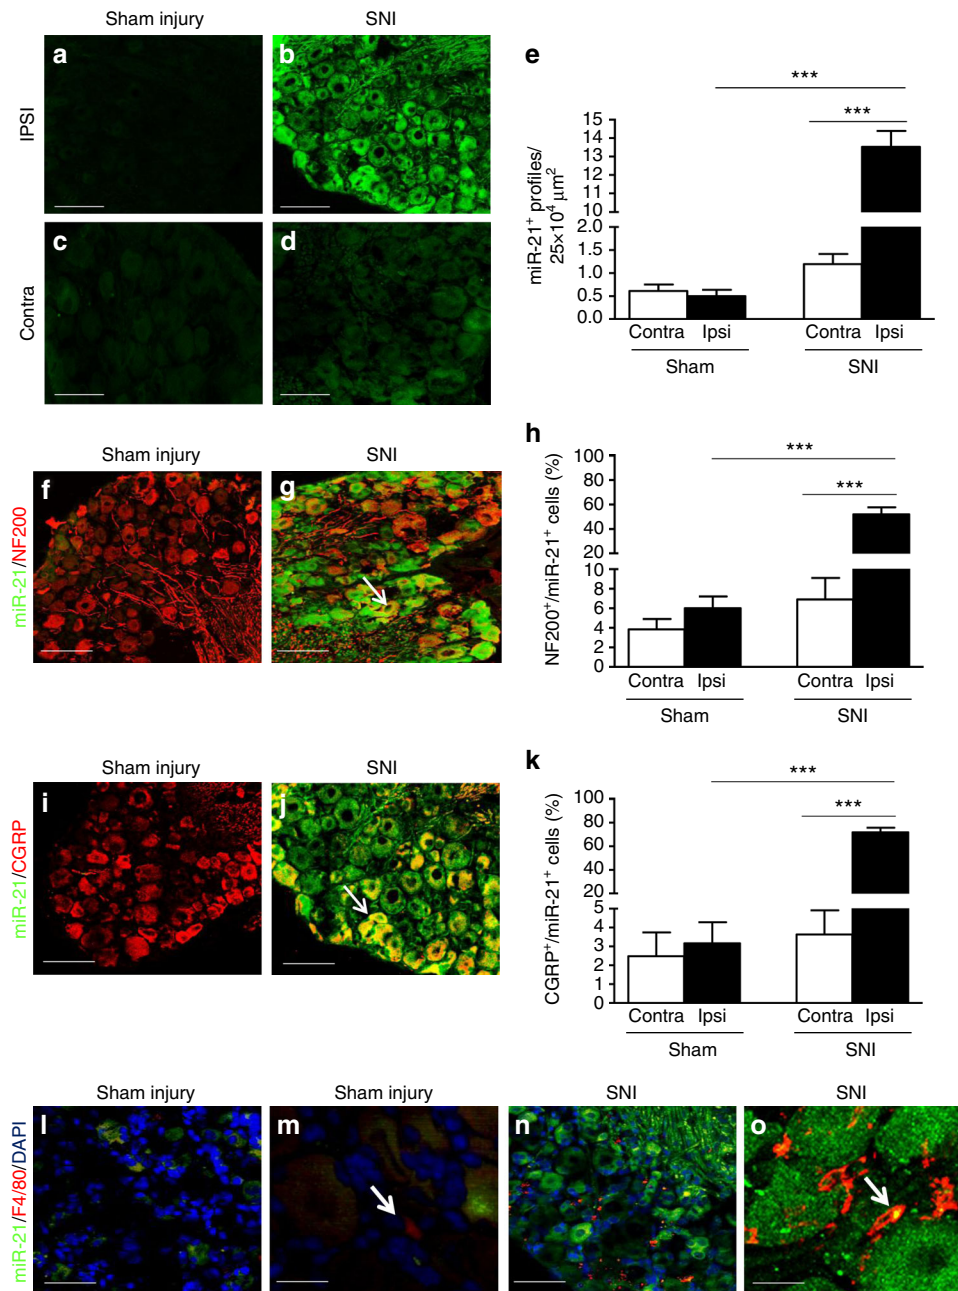 Sham injury
SNI
a
b
IPSI
c
d
Contra
e
***
***
miR-21⁺ profiles/
25×10⁴ μm²
15
14
13
12
11
10
2.0
1.5
1.0
0.5
0.0
Contra Ipsi Contra Ipsi
Sham SNI
Sham injury
SNI
f
g
miR-21/NF200
h
***
***
NF200⁺/miR-21⁺ cells (%)
100
80
60
40
20
10
8
6
4
2
0
Contra Ipsi Contra Ipsi
Sham SNI
Sham injury
SNI
i
j
miR-21/CGRP
k
***
***
CGRP⁺/miR-21⁺ cells (%)
100
80
60
40
20
5
4
3
2
1
0
Contra Ipsi Contra Ipsi
Sham SNI
Sham injury
Sham injury
SNI
SNI
l
m
n
o
miR-21/F4/80/DAPI